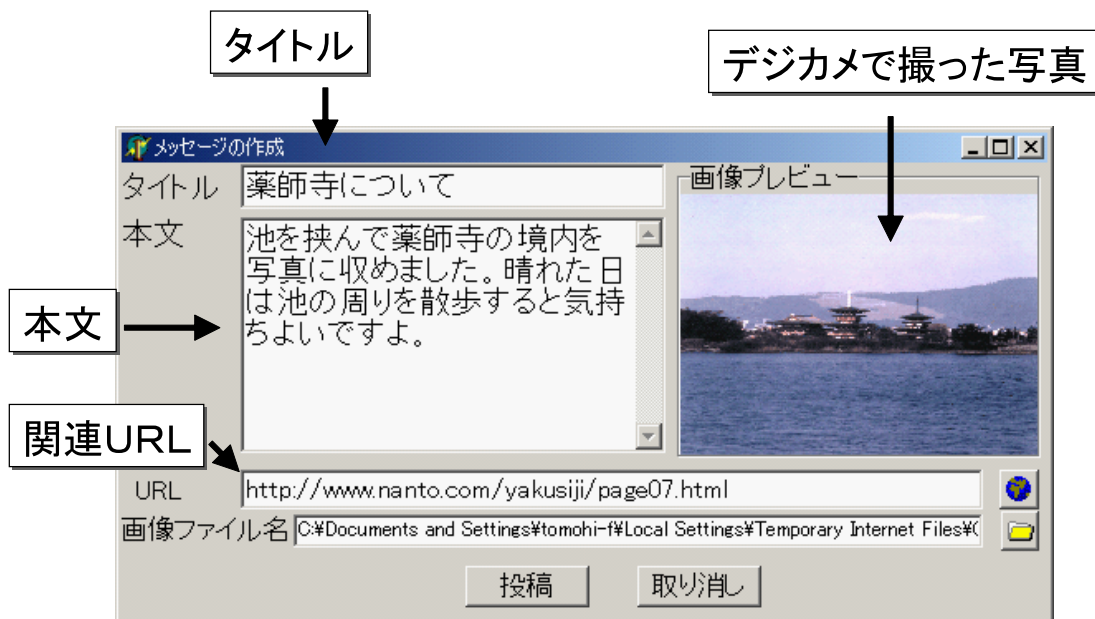 タイトル
デジカメで撮った写真
メッセージの作成
タイトル
薬師寺について
画像プレビュー
本文
池を挟んで薬師寺の境内を
写真に収めました。晴れた日
は池の周りを散歩すると気持
ちよいですよ。
本文
関連URL
URL
http://www.nanto.com/yakusiji/page07.html
画像ファイル名
C:¥Documents and Settings¥tomohi-f¥Local Settings¥Temporary Internet Files¥(
投稿
取り消し